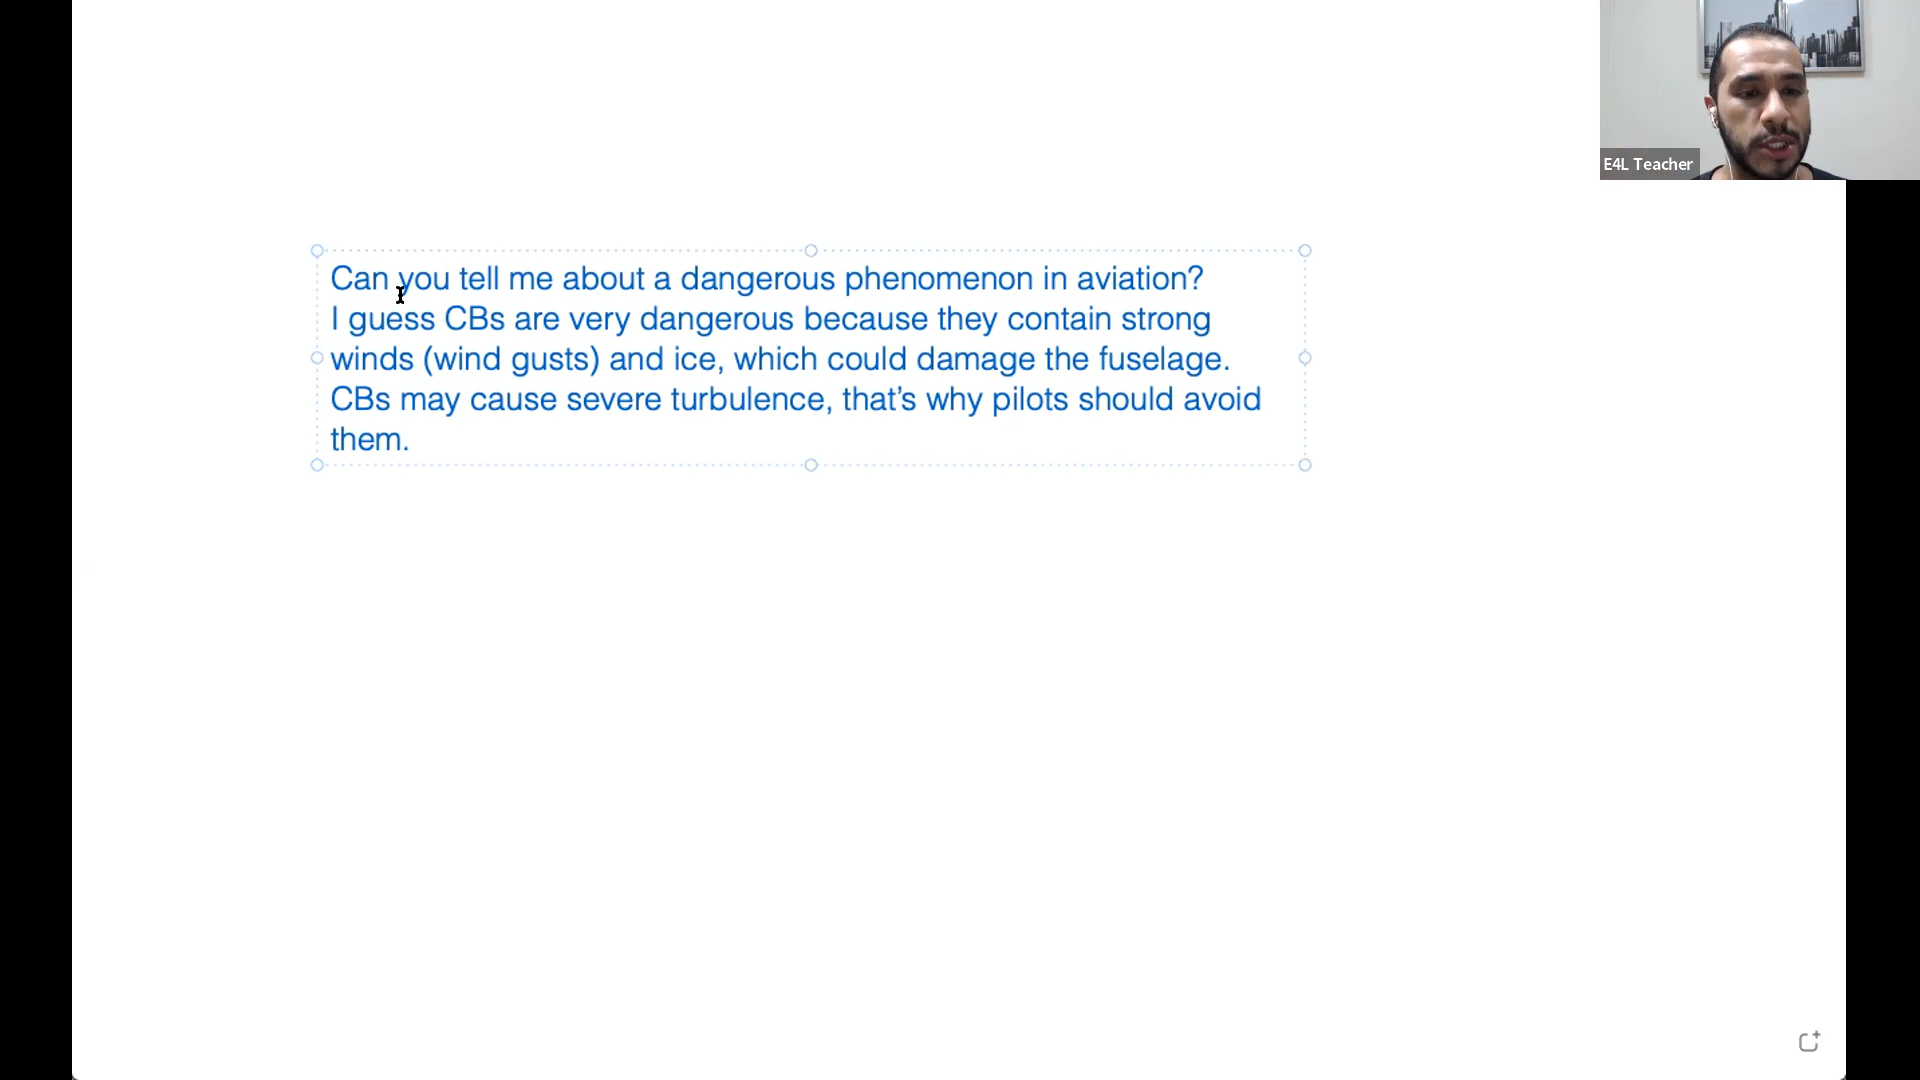 E4L Teacher
Can you tell me about a dangerous phenomenon in aviation?
I guess CBs are very dangerous because they contain strong
winds (wind gusts) and ice, which could damage the fuselage.
CBs may cause severe turbulence, that’s why pilots should avoid
them.